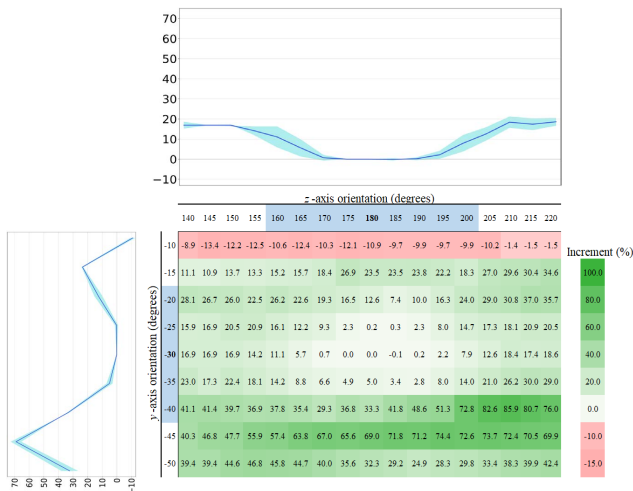 70
60
50
40
30
20
10
0
−10
z-axis orientation (degrees)
140 145 150 155 160 165 170 175 180 185 190 195 200 205 210 215 220
-10 -8.9 -13.4 -12.2 -12.5 -10.6 -12.4 -10.3 -12.1 -10.9 -9.7 -9.9 -9.7 -9.9 -10.2 -1.4 -1.5 -1.5
Increment (%)
-15 11.1 10.9 13.7 13.3 15.2 15.7 18.4 26.9 23.5 23.5 23.8 22.2 18.3 27.0 29.6 30.4 34.6
100.0
-20 28.1 26.7 26.0 22.5 26.2 22.6 19.3 16.5 12.6 7.4 10.0 16.3 24.0 29.0 30.8 37.0 35.7
80.0
-25 15.9 16.9 20.5 20.9 16.1 12.2 9.3 2.3 0.2 0.3 2.3 8.0 14.7 17.3 18.1 20.9 20.5
60.0
y-axis orientation (degrees)
-30 16.9 16.9 16.9 14.2 11.1 5.7 0.7 0.0 0.0 -0.1 0.2 2.2 7.9 12.6 18.4 17.4 18.6
40.0
-35 23.0 17.3 22.4 18.1 14.2 8.8 6.6 4.9 5.0 3.4 2.8 8.0 14.0 21.0 26.2 30.0 29.0
20.0
-40 41.1 41.4 39.7 36.9 37.8 35.4 29.3 36.8 33.3 41.8 48.6 51.3 72.8 82.6 85.9 80.7 76.0
0.0
-45 40.3 46.8 47.7 55.9 57.4 63.8 67.0 65.6 69.0 71.8 71.2 74.4 72.6 73.7 72.4 70.5 69.9
-10.0
-50 39.4 39.4 44.6 46.8 45.8 44.7 40.0 35.6 32.3 29.2 24.9 28.3 29.8 33.4 38.3 39.9 42.4
-15.0
70 60 50 40 30 20 10 0 -10